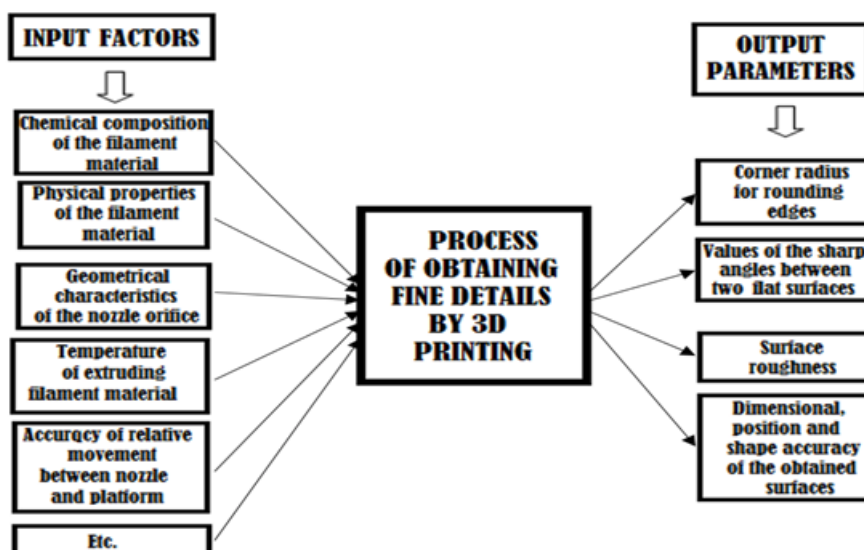 INPUT FACTORS
Chemical composition
of the filament
material
Physical properties
of the filament
material
Geometrical
characteristics
of the nozzle orifice
Temperature
of extruding
filament material
Accurqcy of relative
movement
between nozzle
and platform
Etc.
PROCESS
OF OBTAINING
FINE DETAILS
BY 3D
PRINTING
OUTPUT
PARAMETERS
Corner radius
for rounding
edges
Values of the sharp
angles between
two flat surfaces
Surface
roughness
Dimensional,
position and
shape accuracy
of the obtained
surfaces